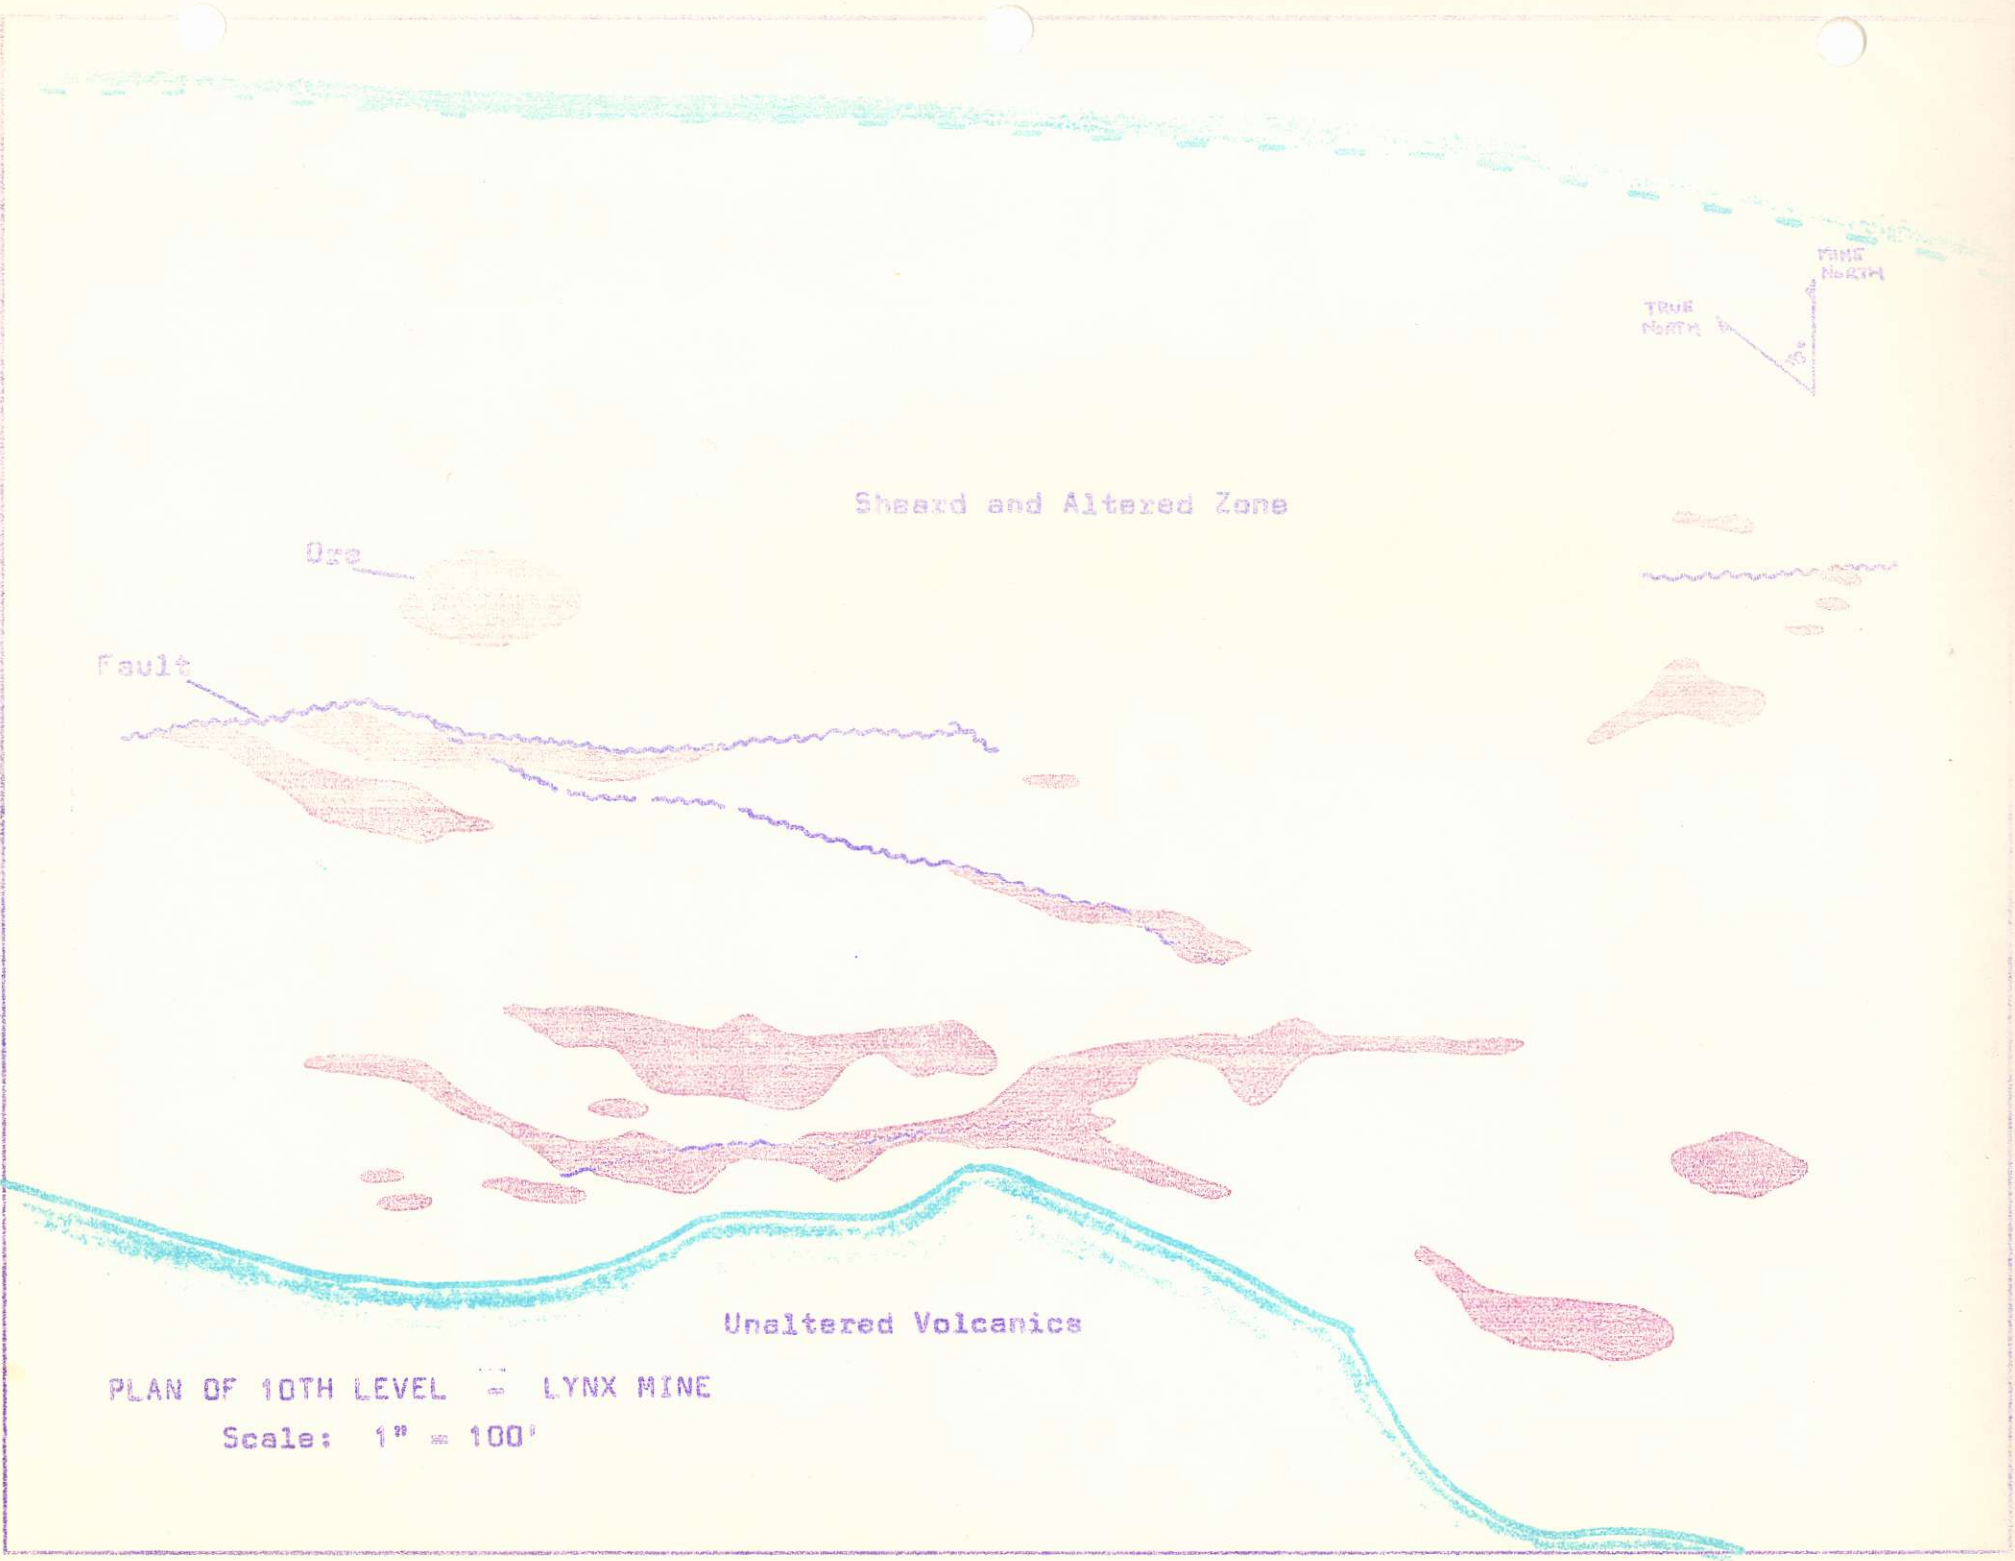 MINE
NORTH
TRUE
NORTH
Sheard and Altered Zone
Ore
Fault
Unaltered Volcanics
PLAN OF 10TH LEVEL - LYNX MINE
Scale: 1" = 100'